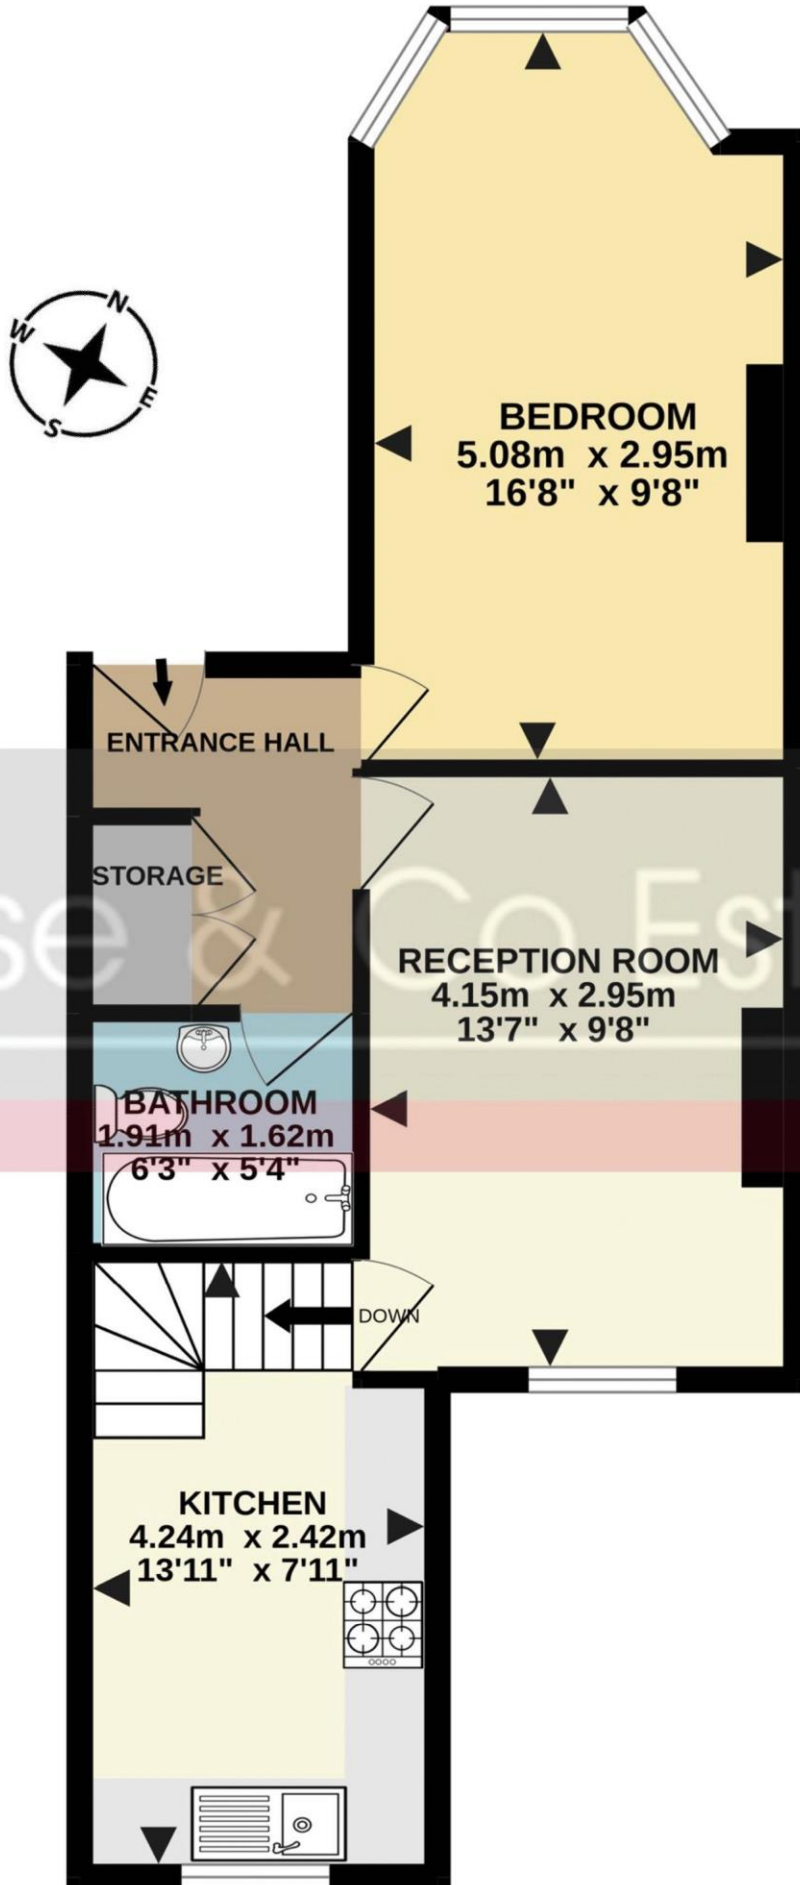 N
W
E
S
BEDROOM
5.08m x 2.95m
16'8" x 9'8"
ENTRANCE HALL
STORAGE
se & Co Est
RECEPTION ROOM
4.15m x 2.95m
13'7" x 9'8"
BATHROOM
1.91m x 1.62m
6'3" x 5'4"
DOWN
KITCHEN
4.24m x 2.42m
13'11" x 7'11"